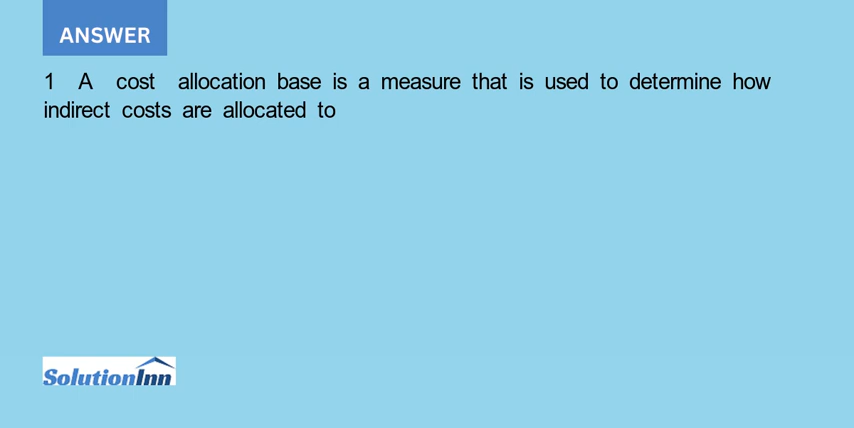 ANSWER
1 A cost allocation base is a measure that is used to determine how
indirect costs are allocated to
SolutionInn